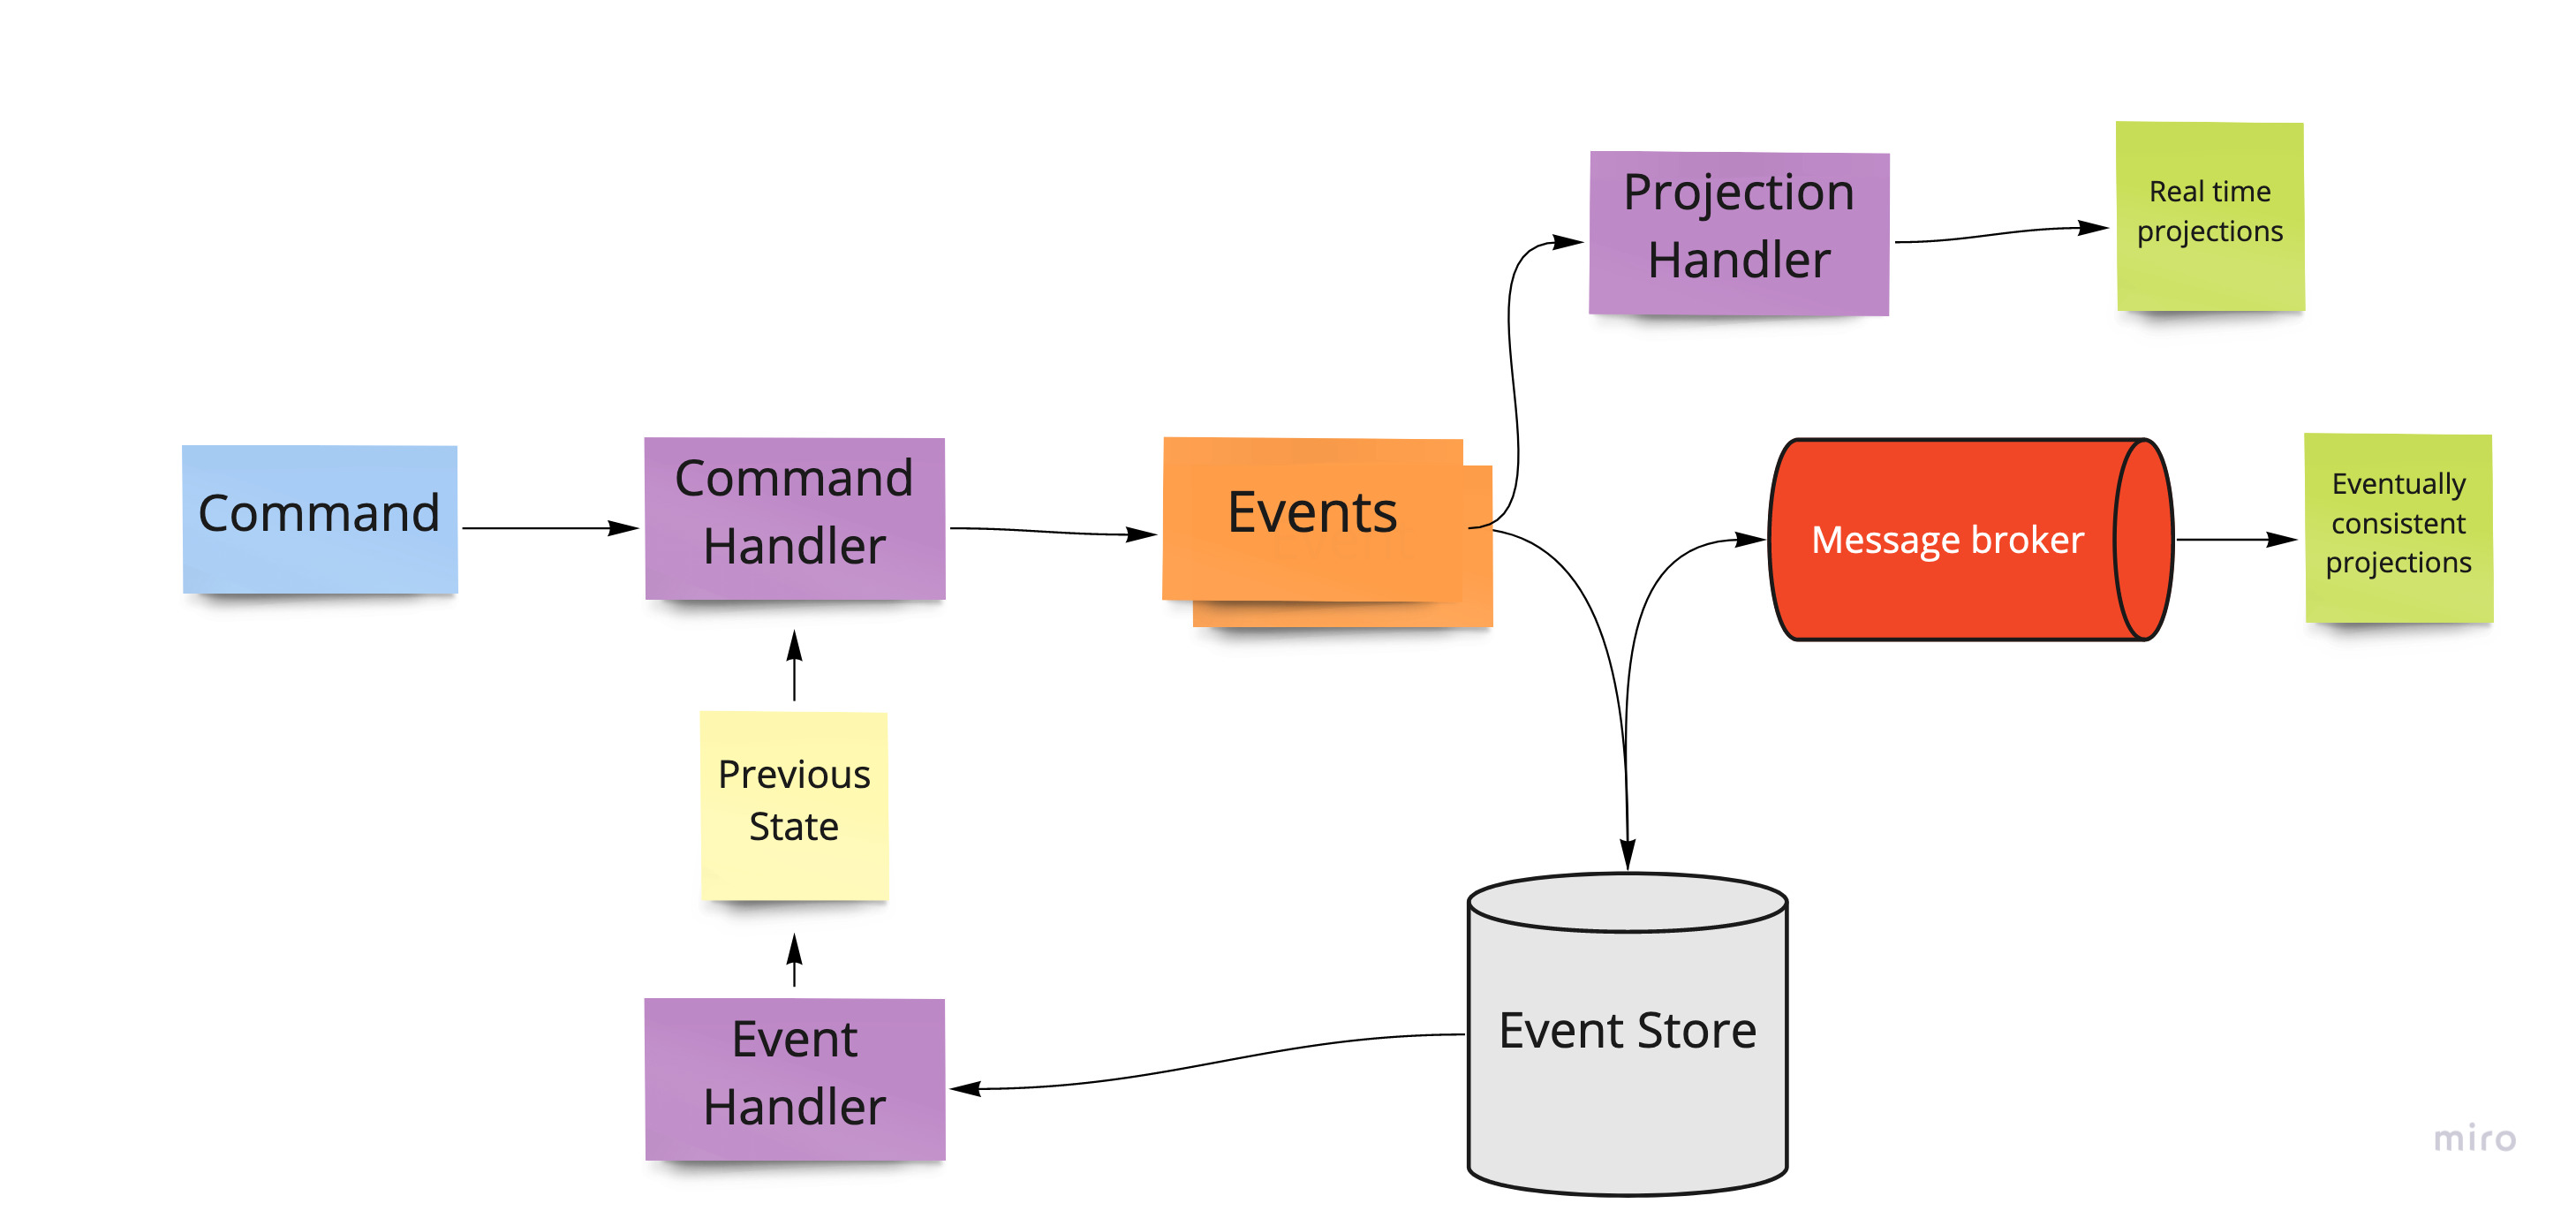 Projection
Handler
Real time
projections
Command
Command
Handler
Events
Message broker
Eventually
consistent
projections
Previous
State
Event
Handler
Event Store
miro